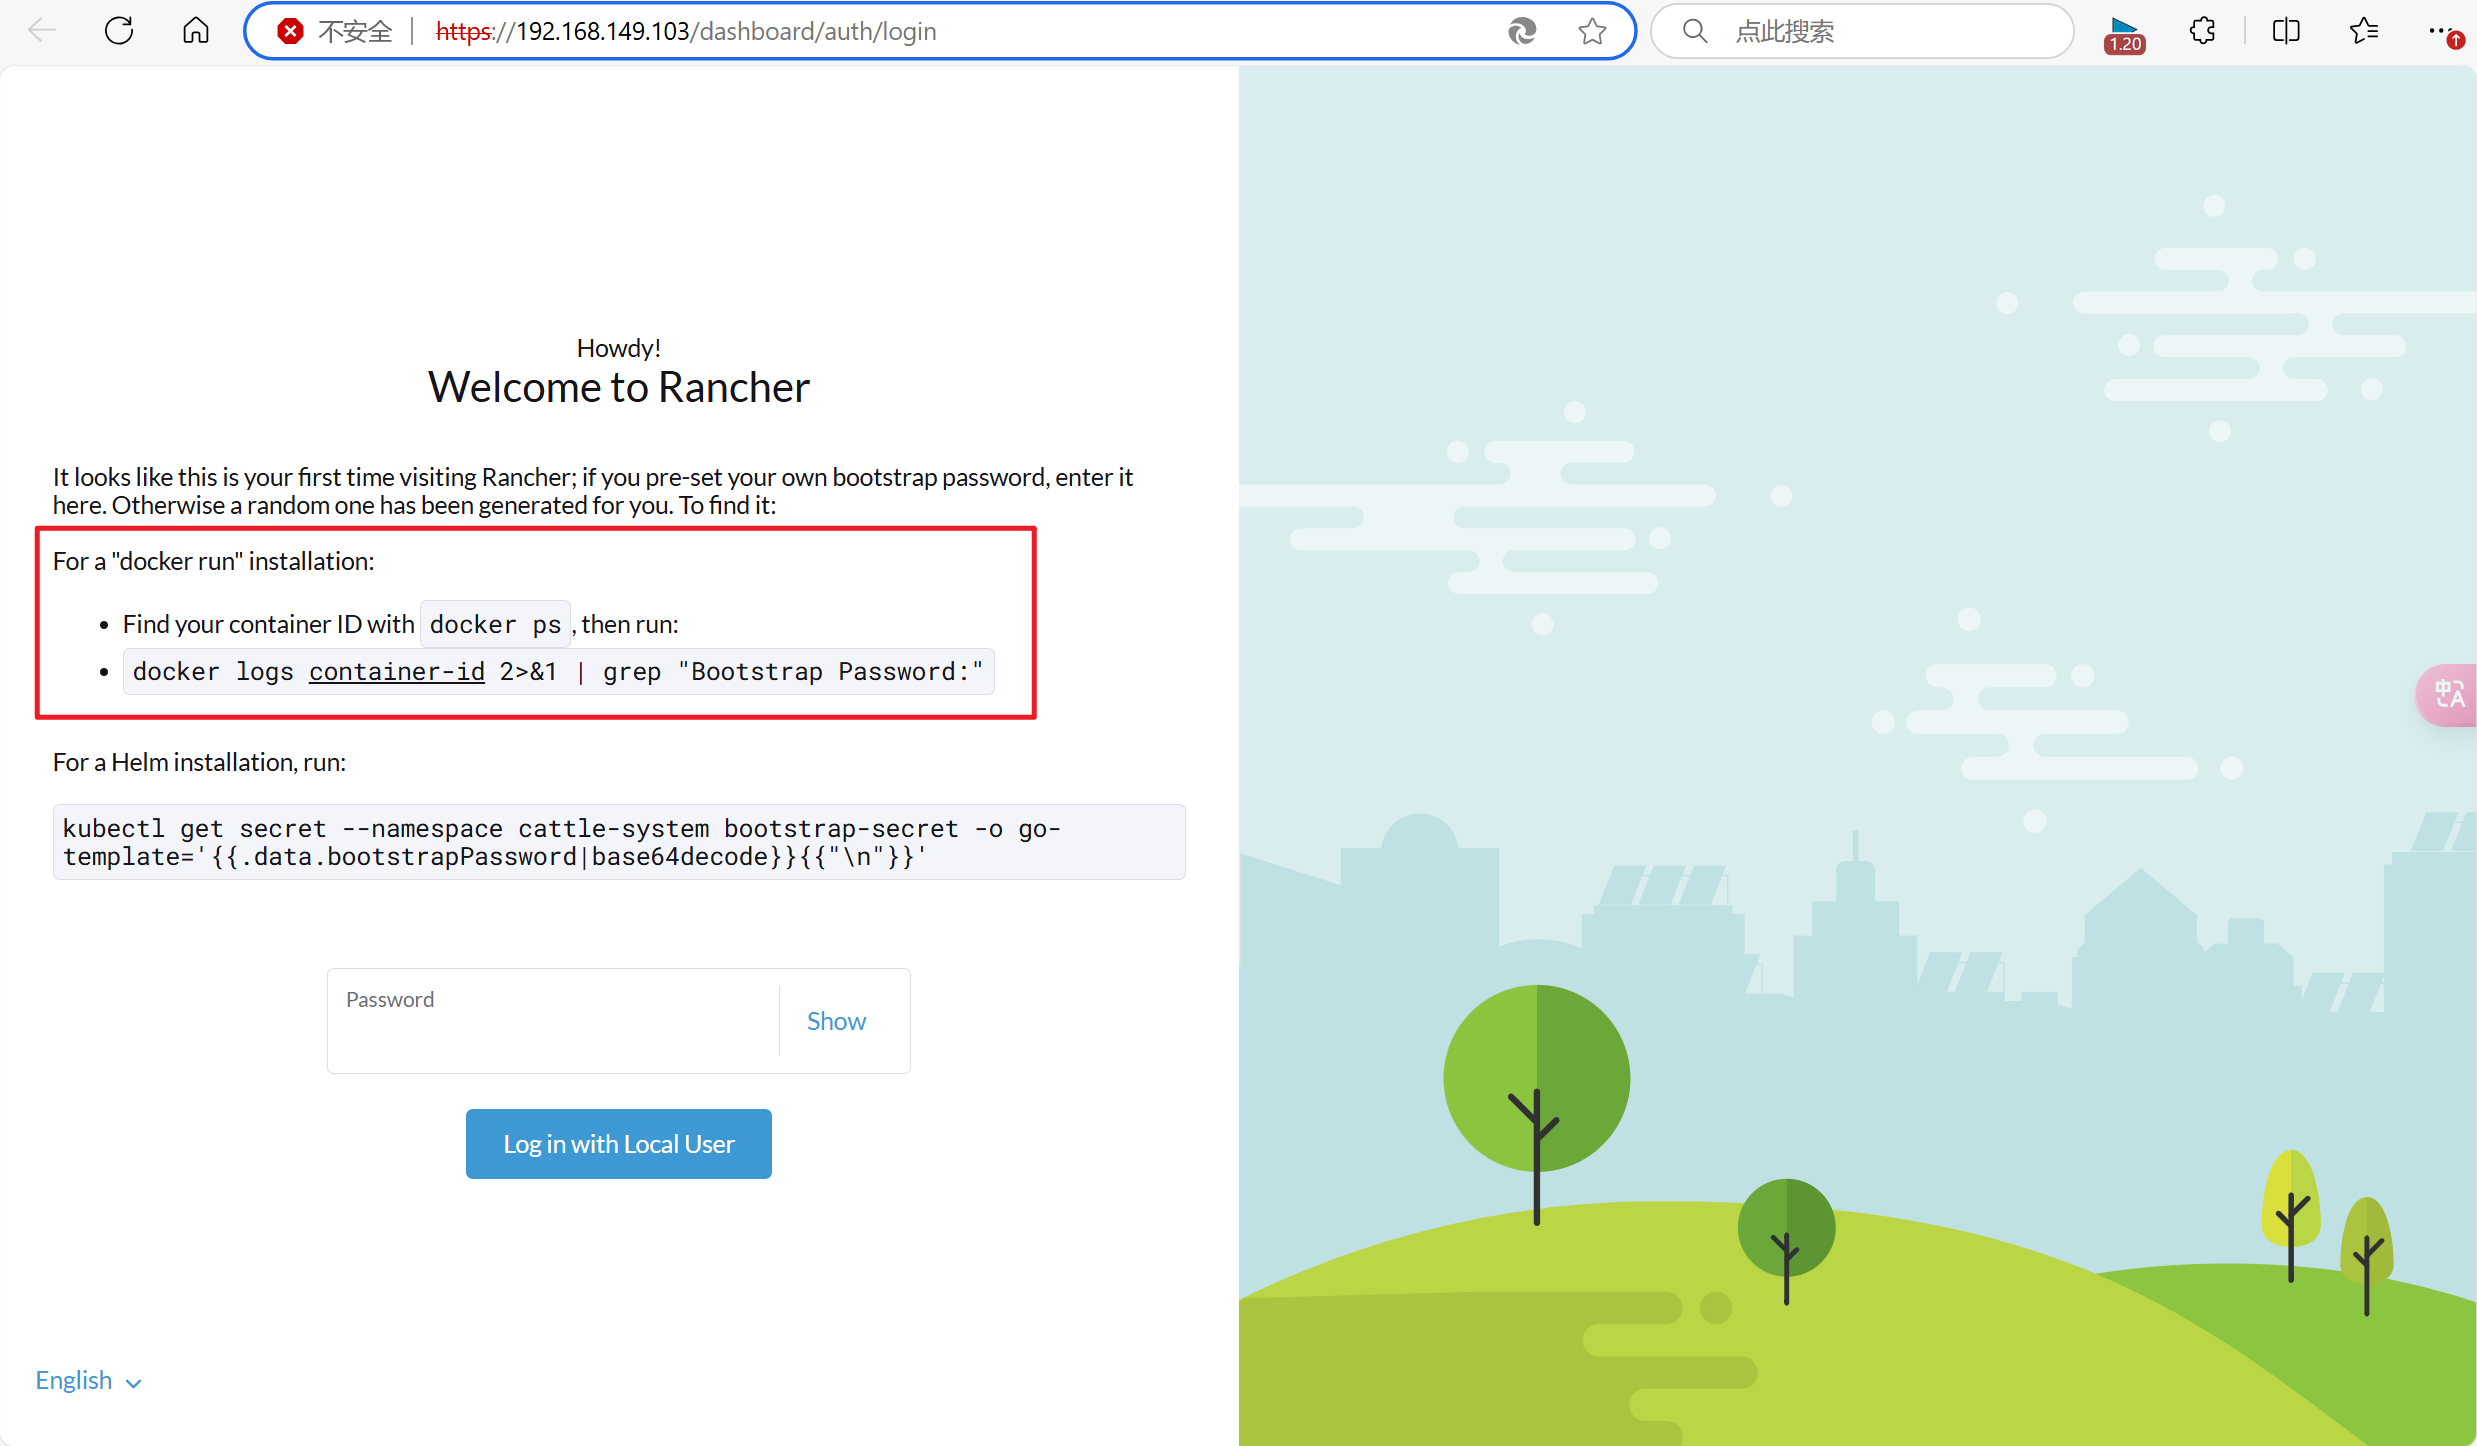 不安全
https://192.168.149.103/dashboard/auth/login
点此搜索
1.20
Howdy!
Welcome to Rancher
It looks like this is your first time visiting Rancher; if you pre-set your own bootstrap password, enter it
here. Otherwise a random one has been generated for you. To find it:
For a "docker run" installation:
Find your container ID with docker ps, then run:
docker logs container-id 2>&1 | grep "Bootstrap Password:"
For a Helm installation, run:
kubectl get secret --namespace cattle-system bootstrap-secret -o go-
template='{{.data.bootstrapPassword|base64decode}}{{"\n"}}'
Password
Show
Log in with Local User
English
中A